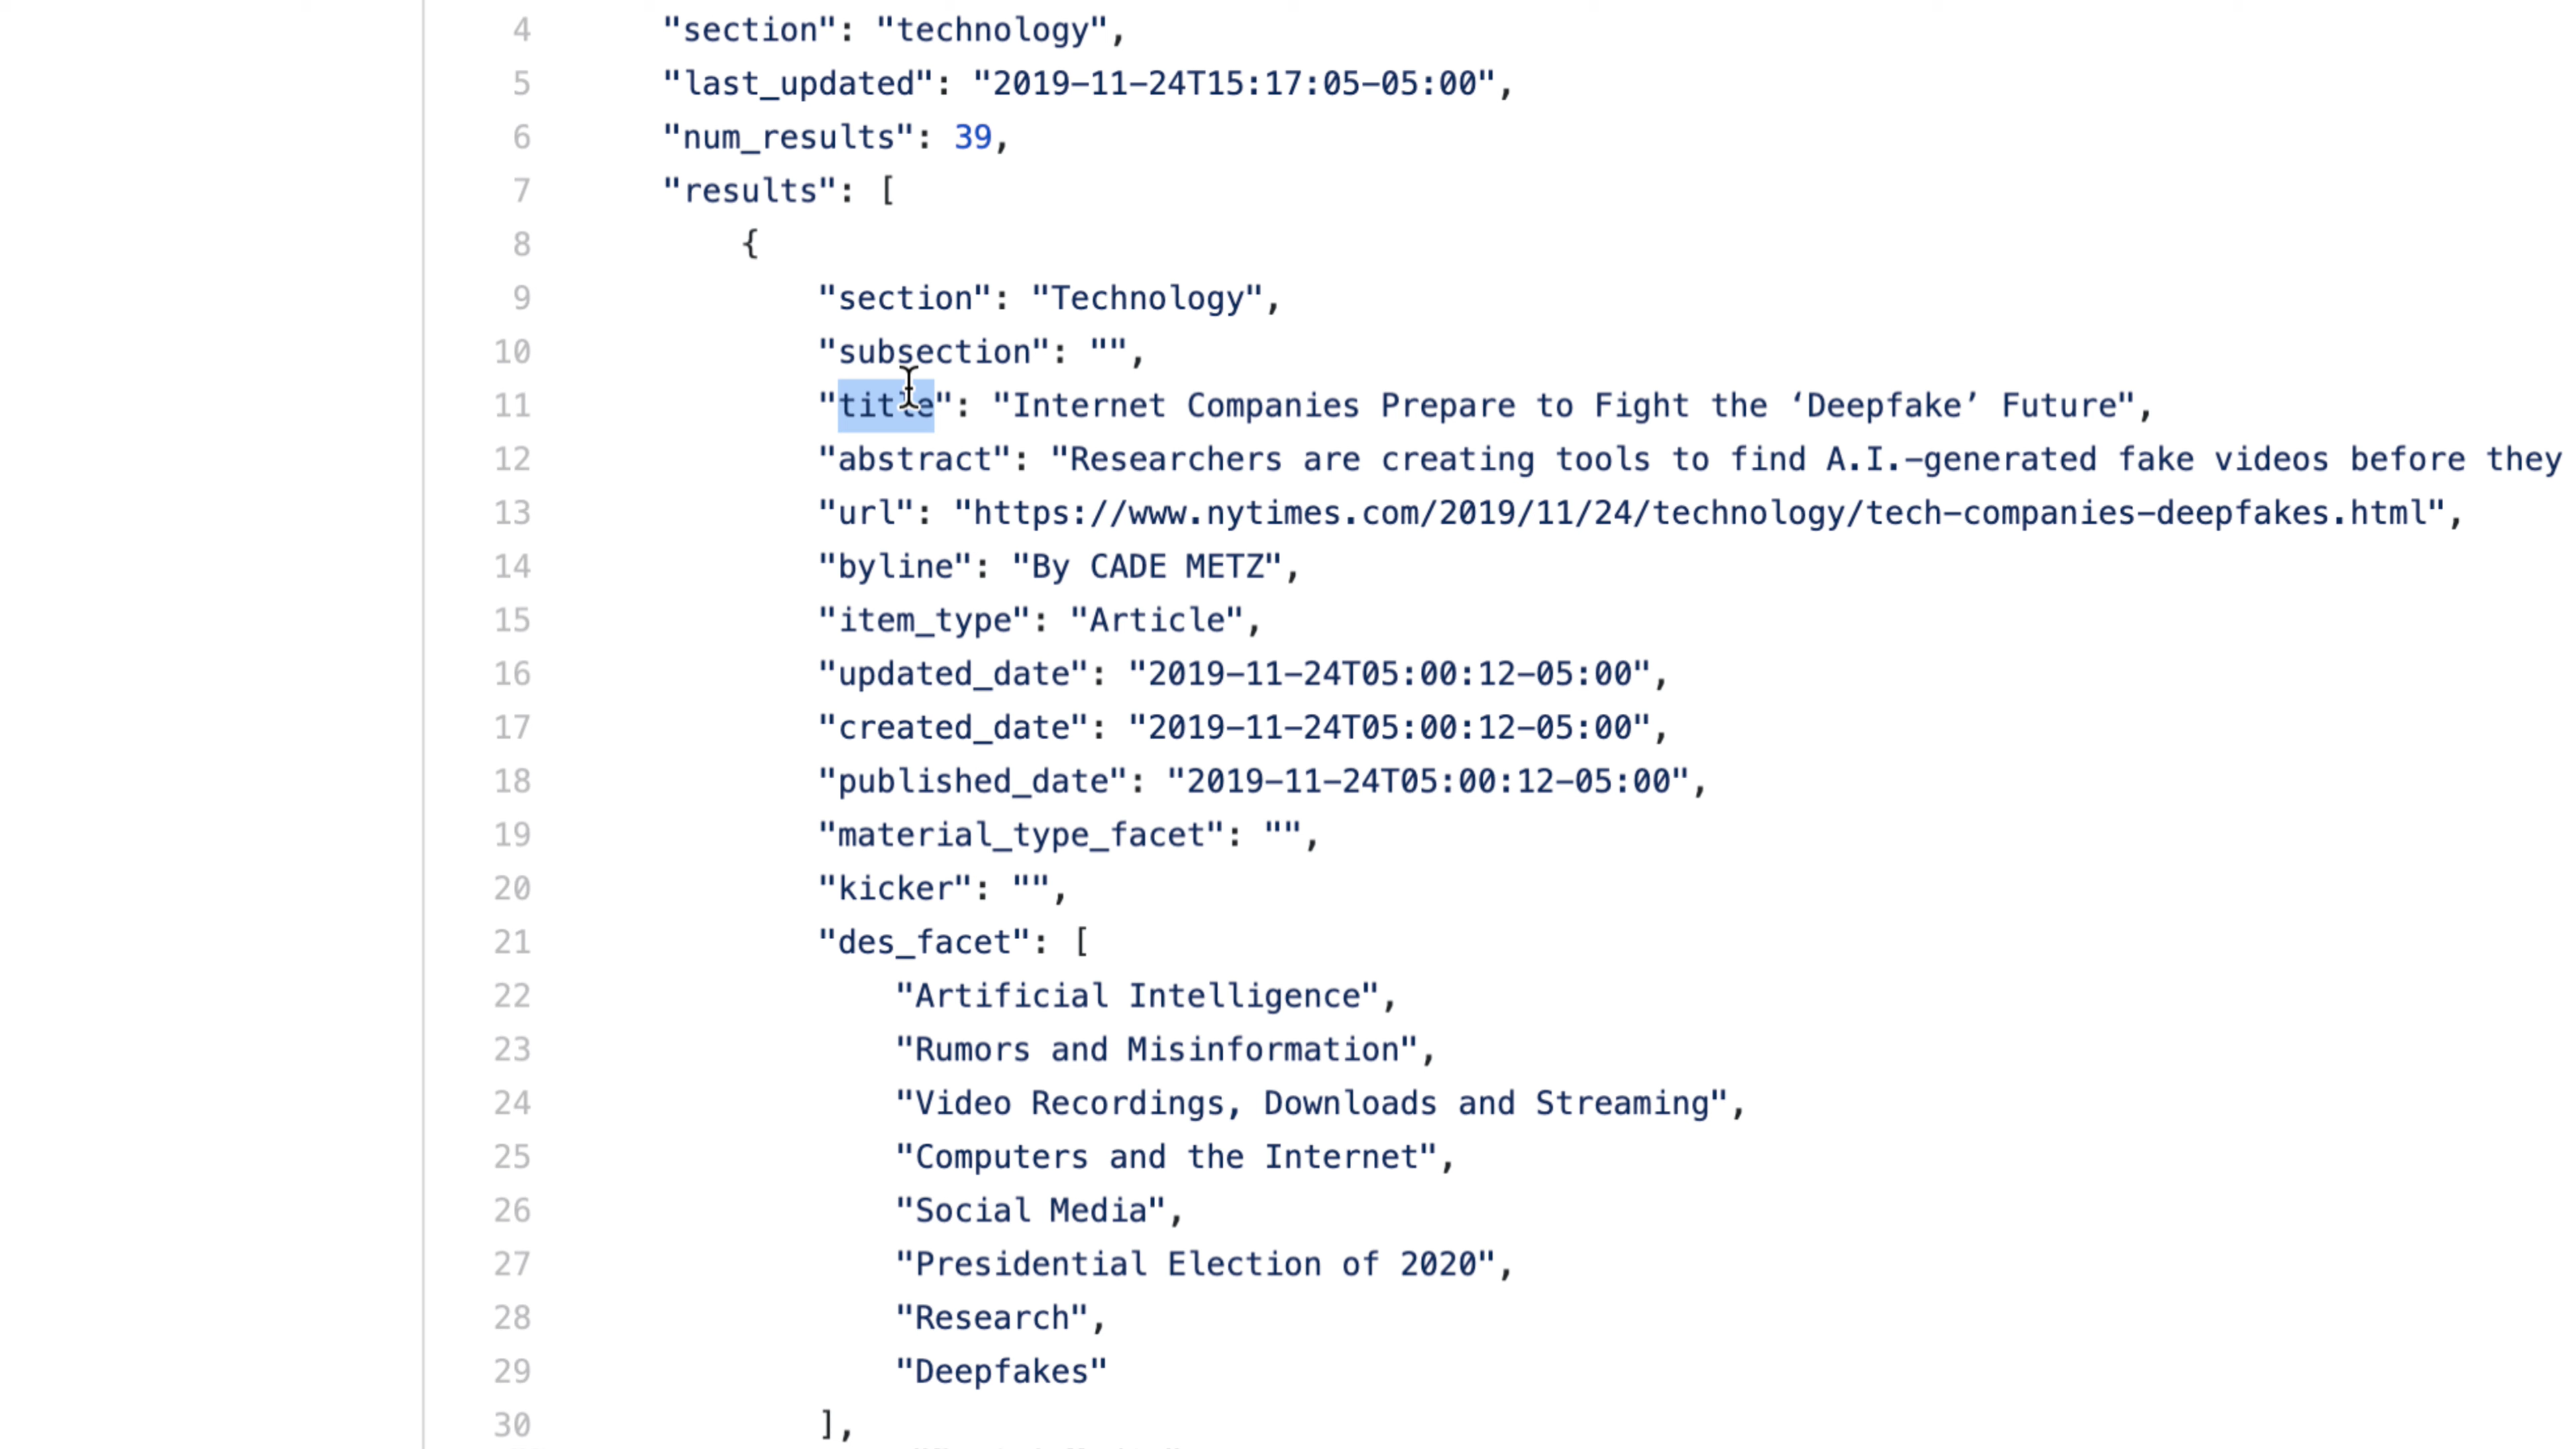 4 "section": "technology",
5 "last_updated": "2019-11-24T15:17:05-05:00",
6 "num_results": 39,
7 "results": [
8 {
9 "section": "Technology",
10 "subsection": "",
11 "title": "Internet Companies Prepare to Fight the ‘Deepfake’ Future",
12 "abstract": "Researchers are creating tools to find A.I.-generated fake videos before they
13 "url": "https://www.nytimes.com/2019/11/24/technology/tech-companies-deepfakes.html",
14 "byline": "By CADE METZ",
15 "item_type": "Article",
16 "updated_date": "2019-11-24T05:00:12-05:00",
17 "created_date": "2019-11-24T05:00:12-05:00",
18 "published_date": "2019-11-24T05:00:12-05:00",
19 "material_type_facet": "",
20 "kicker": "",
21 "des_facet": [
22 "Artificial Intelligence",
23 "Rumors and Misinformation",
24 "Video Recordings, Downloads and Streaming",
25 "Computers and the Internet",
26 "Social Media",
27 "Presidential Election of 2020",
28 "Research",
29 "Deepfakes"
30 ],